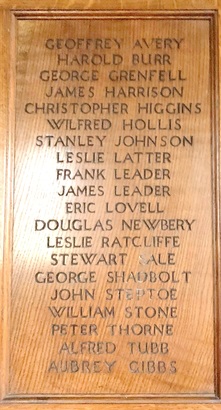 GEOFFREY AVERY
HAROLD BURR
GEORGE GRENFELL
JAMES HARRISON
CHRISTOPHER HIGGINS
WILFRED HOLLIS
STANLEY JOHNSON
LESLIE LATTER
FRANK LEADER
JAMES LEADER
ERIC LOVELL
DOUGLAS NEWBERY
LESLIE RATCLIFFE
STEWART
GEORGE SHADBOLT
JOHN STEPTOE
WILLIAM STONE
PETER THORNE
ALFRED TUBB
AUBREY GIBBS